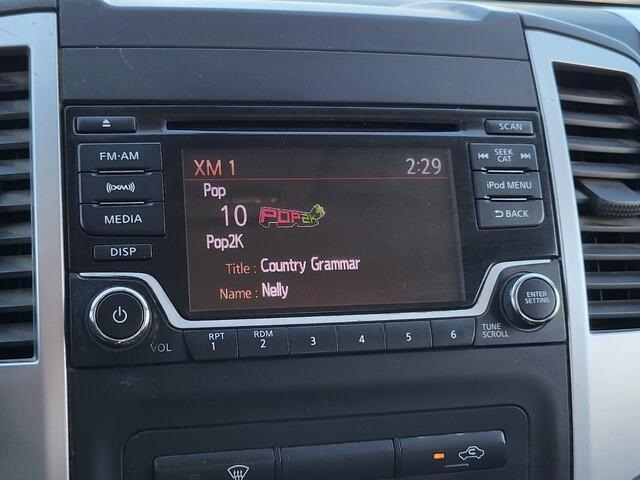 SCAN
FM·AM
XM 1 2:29
SEEK
CAT
Pop
(XM)
10 POP2K
iPod MENU
MEDIA
Pop2K
BACK
DISP
Title : Country Grammar
Name : Nelly
ENTER
SETTING
VOL
RPT
1
RDM
2
3
4
5
6
TUNE
SCROLL